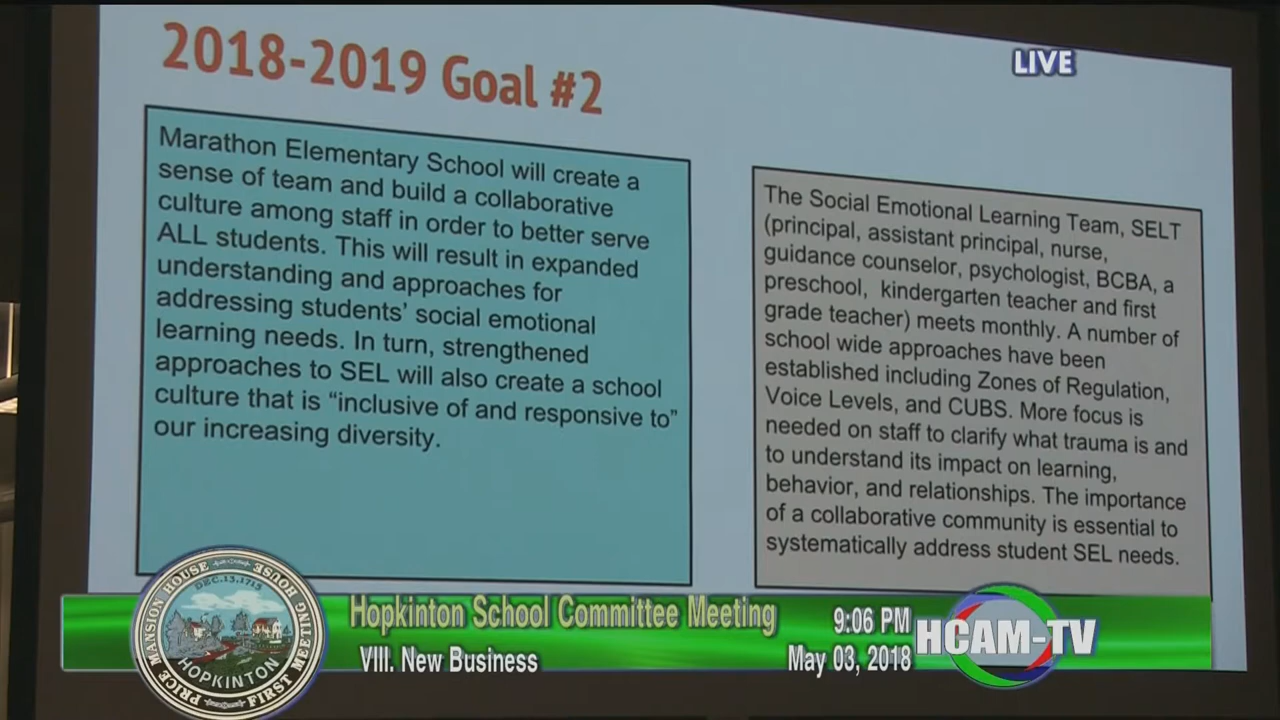 2018-2019 Goal #2
LIVE
Marathon Elementary School will create a
sense of team and build a collaborative
culture among staff in order to better serve
ALL students. This will result in expanded
understanding and approaches for
addressing students' social emotional
learning needs. In turn, strengthened
approaches to SEL will also create a school
culture that is “inclusive of and responsive to”
our increasing diversity.
The Social Emotional Learning Team, SELT
(principal, assistant principal, nurse,
guidance counselor, psychologist, BCBA, a
preschool, kindergarten teacher and first
grade teacher) meets monthly. A number of
school wide approaches have been
established including Zones of Regulation,
Voice Levels, and CUBS. More focus is
needed on staff to clarify what trauma is and
to understand its impact on learning,
behavior, and relationships. The importance
of a collaborative community is essential to
systematically address student SEL needs.
PRICE MANSION HOUSE FIRST MEETING HOUSE
DEC. 13, 1715
HOPKINTON
Hopkinton School Committee Meeting
VIII. New Business
9:06 PM
May 03, 2018
HCAM-TV